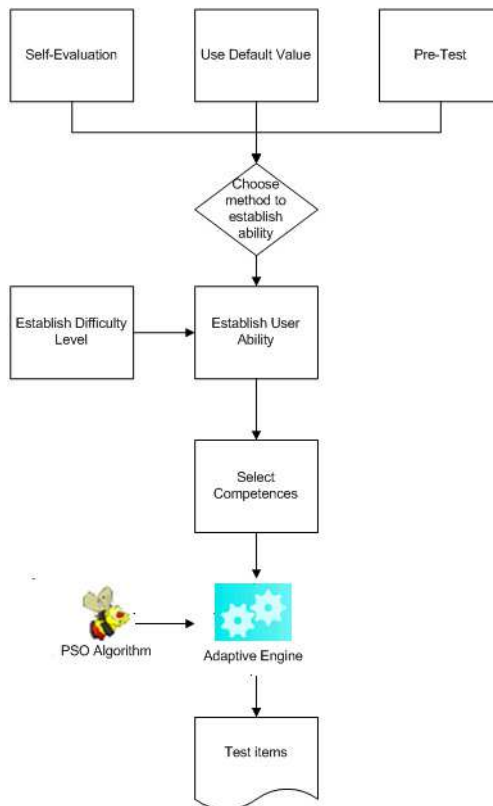 Self-Evaluation
Use Default Value
Pre-Test
Choose
method to
establish
ability
Establish Difficulty
Level
Establish User
Ability
Select
Competences
PSO Algorithm
Adaptive Engine
Test items